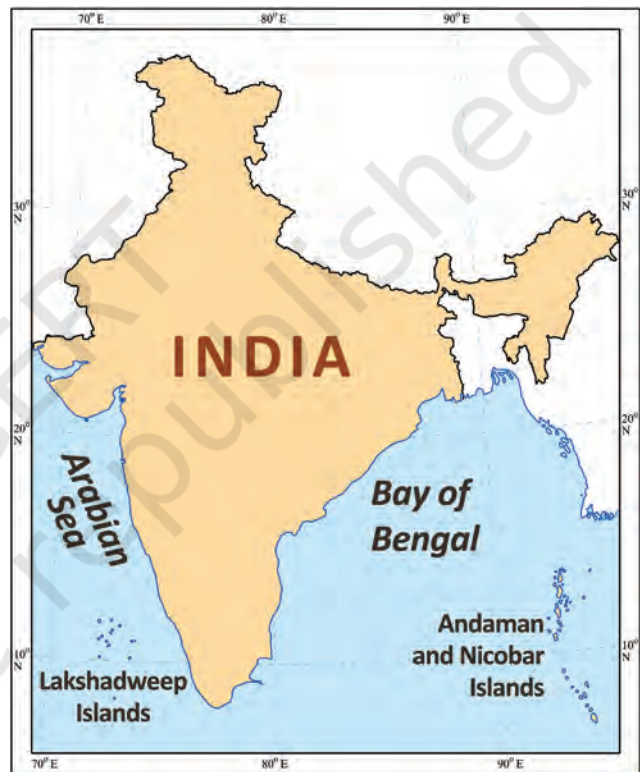 70° E 80° E 90° E
30° N
30° N
INDIA
20° N
20° N
Arabian
Sea
Bay of
Bengal
Andaman
and Nicobar
Islands
10° N
10° N
Lakshadweep
Islands
70° E 80° E 90° E
republished